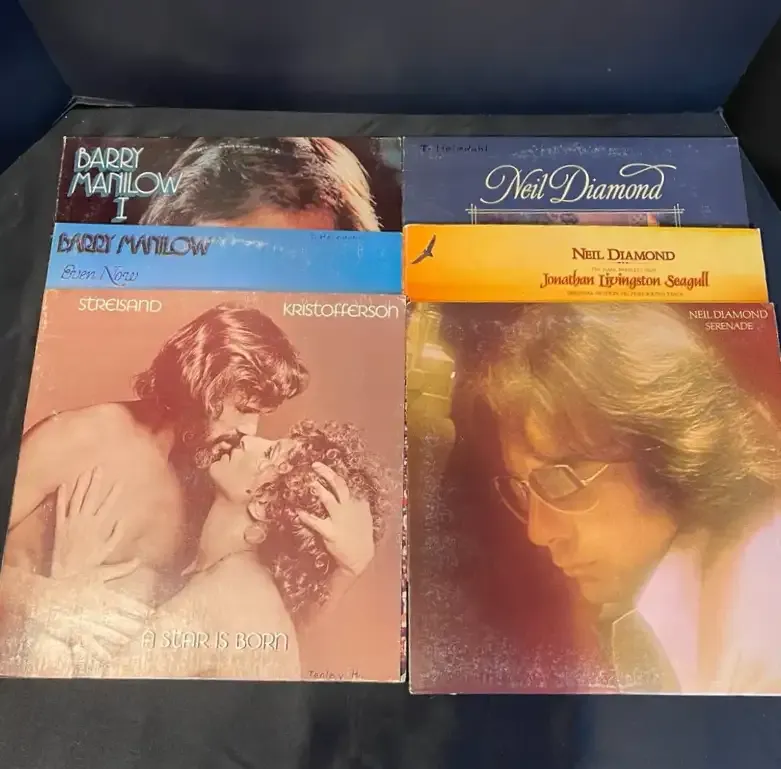 BARRY
MANILOW
I
T. Heimdahl
Neil Diamond
BARRY MANILOW
Even Now
NEIL DIAMOND
Jonathan Livingston Seagull
STREISAND
KRISTOFFERSON
A STAR IS BORN
NEIL DIAMOND
SERENADE